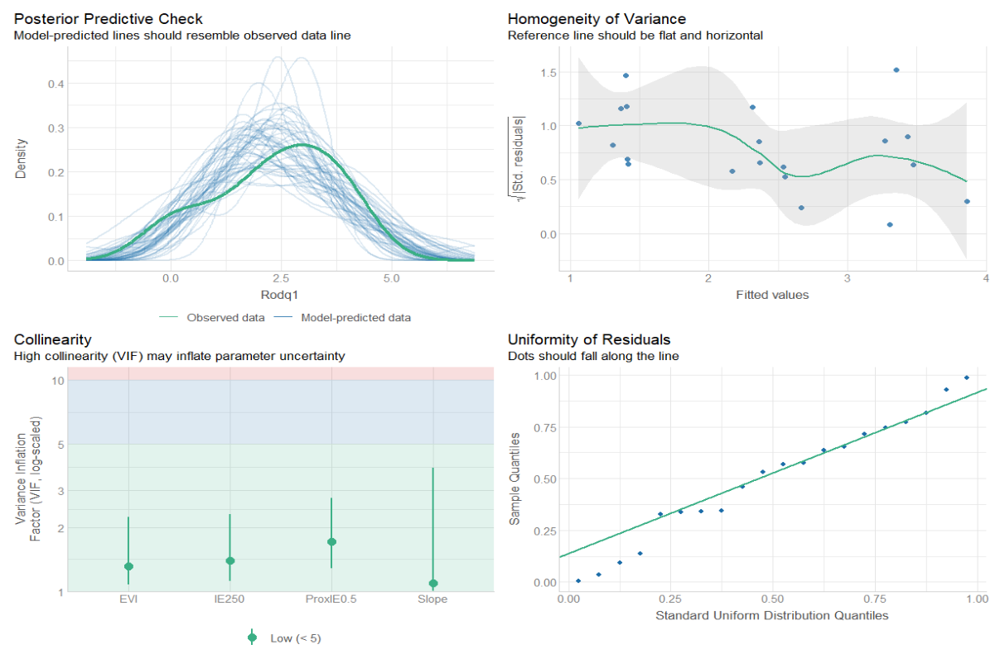 Posterior Predictive Check
Model-predicted lines should resemble observed data line
Density
0.4
0.3
0.2
0.1
0.0
0.0
2.5
5.0
Rodq1
Observed data
Model-predicted data
Homogeneity of Variance
Reference line should be flat and horizontal
√|Std. residuals|
1.5
1.0
0.5
0.0
1
2
3
4
Fitted values
Collinearity
High collinearity (VIF) may inflate parameter uncertainty
Variance Inflation
Factor (VIF, log-scaled)
10
5
3
2
1
EVI
IE250
ProxIE0.5
Slope
Low (< 5)
Uniformity of Residuals
Dots should fall along the line
Sample Quantiles
1.00
0.75
0.50
0.25
0.00
0.00
0.25
0.50
0.75
1.00
Standard Uniform Distribution Quantiles